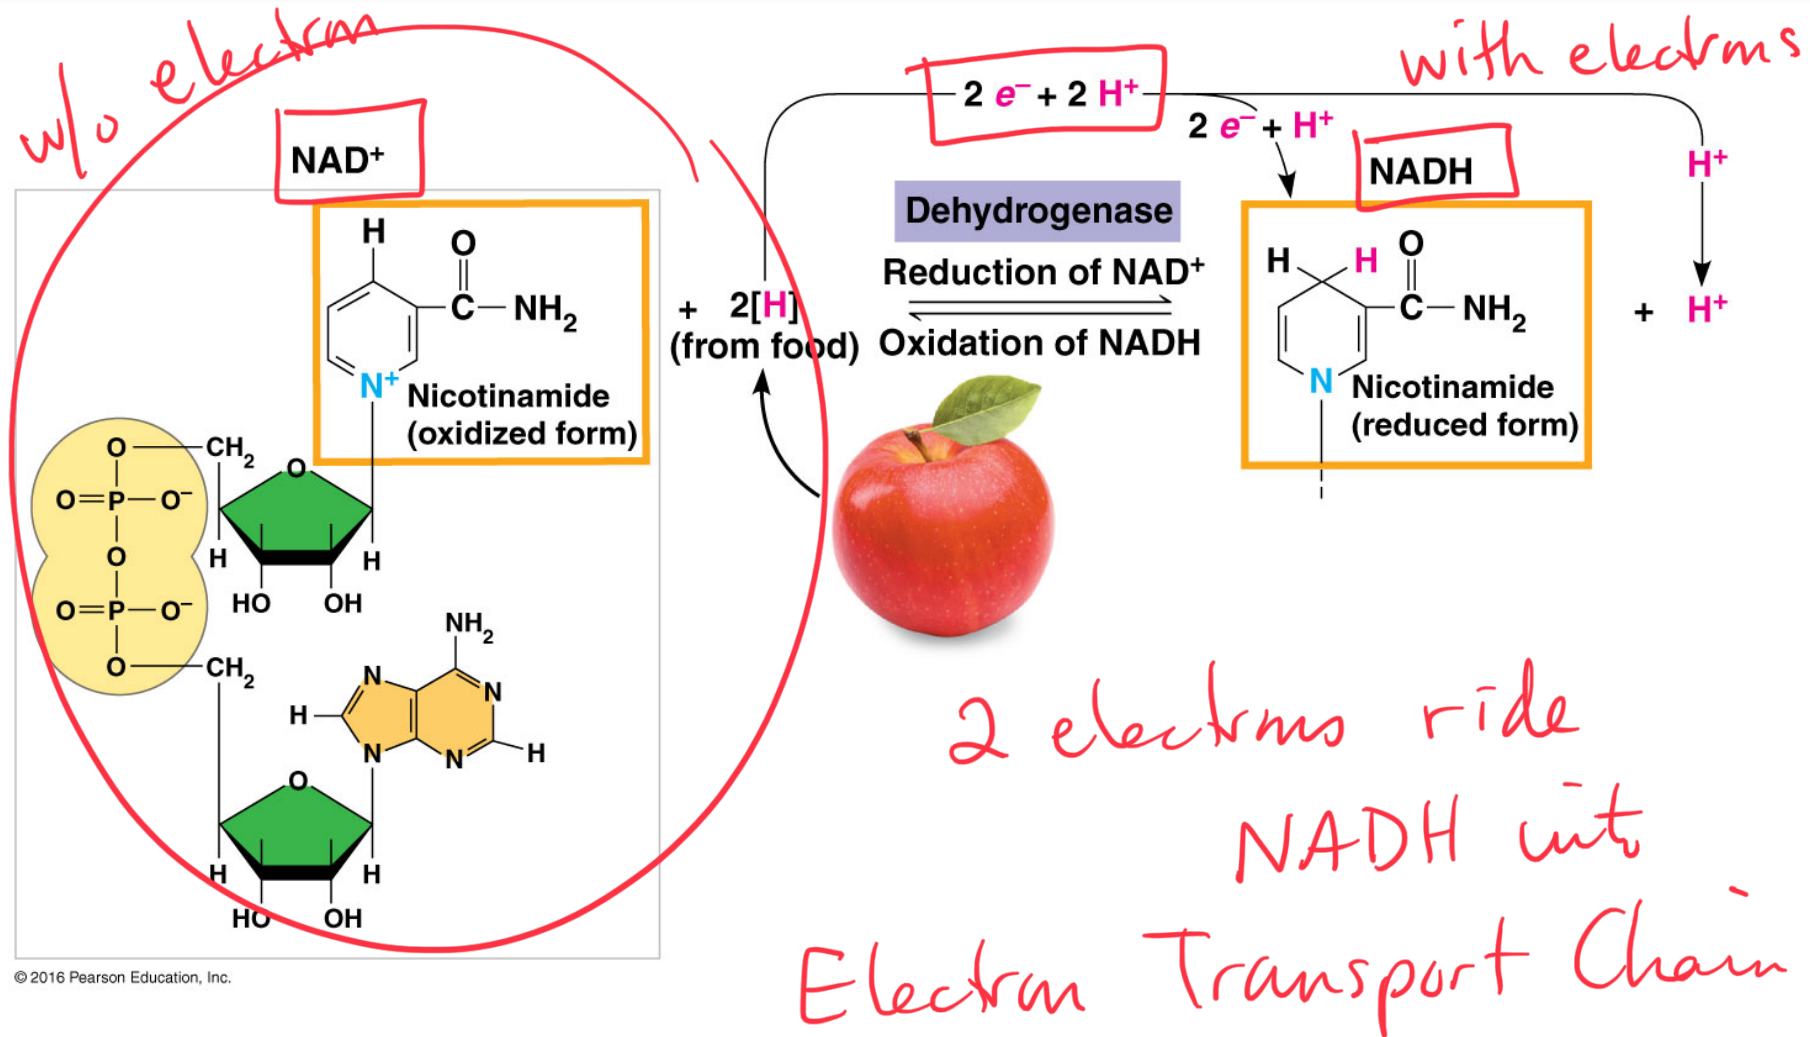 w/o electron
with electrons
2 e⁻ + 2 H⁺
2 e⁻ + H⁺
NAD⁺
NADH
H⁺
Dehydrogenase
Reduction of NAD⁺
Oxidation of NADH
H
O
C
NH₂
N⁺
Nicotinamide
(oxidized form)
+ 2[H]
(from food)
H
H
O
C
NH₂
N
Nicotinamide
(reduced form)
+ H⁺
O
CH₂
O
O=P—O⁻
O
H
H
HO
OH
O=P—O⁻
O
CH₂
NH₂
N
N
H
N
N
H
O
H
H
HO
OH
2 electrons ride
NADH into
Electron Transport Chain
© 2016 Pearson Education, Inc.